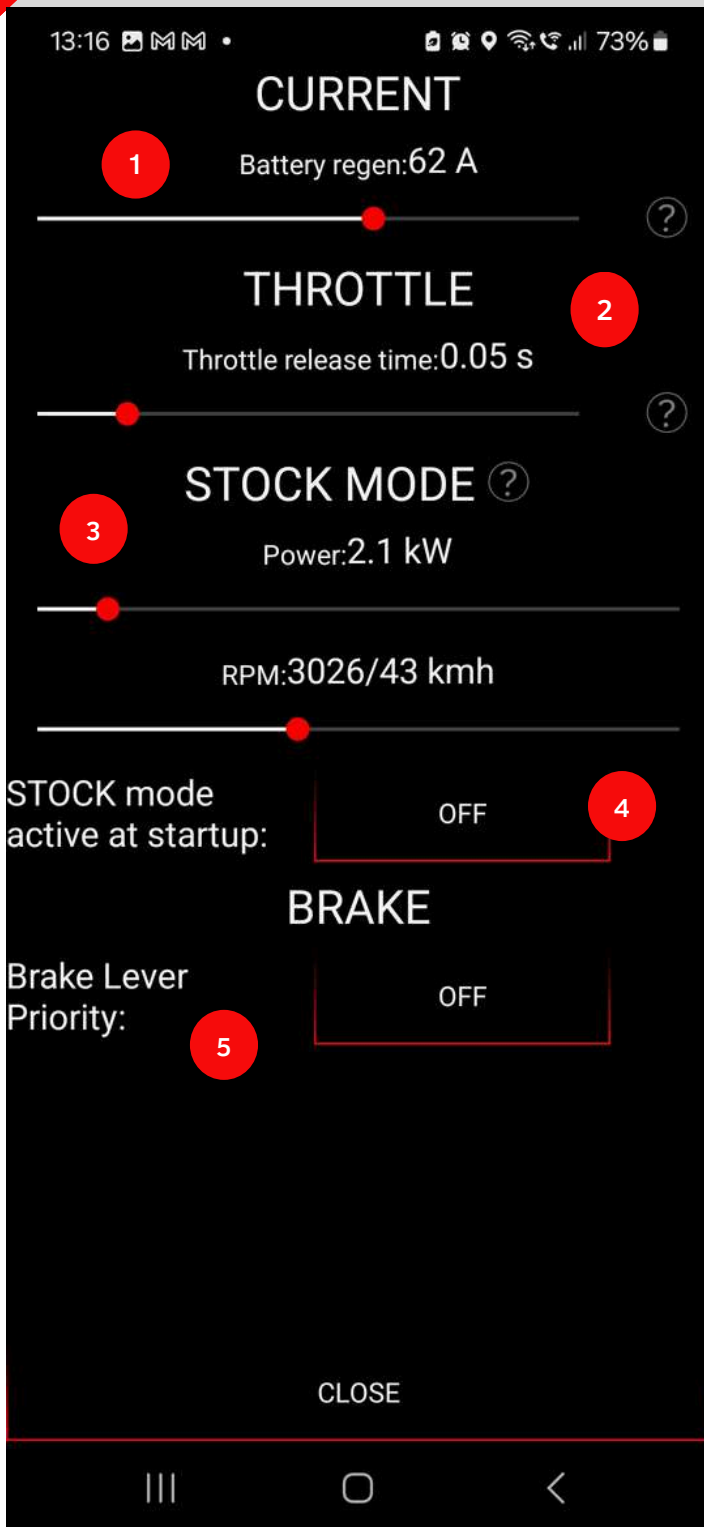 13:16 73%
CURRENT
1
Battery regen:62 A
?
THROTTLE
2
Throttle release time:0.05 s
?
STOCK MODE ?
3
Power:2.1 kW
RPM:3026/43 kmh
STOCK mode
active at startup:
OFF
4
BRAKE
Brake Lever
Priority:
OFF
5
CLOSE